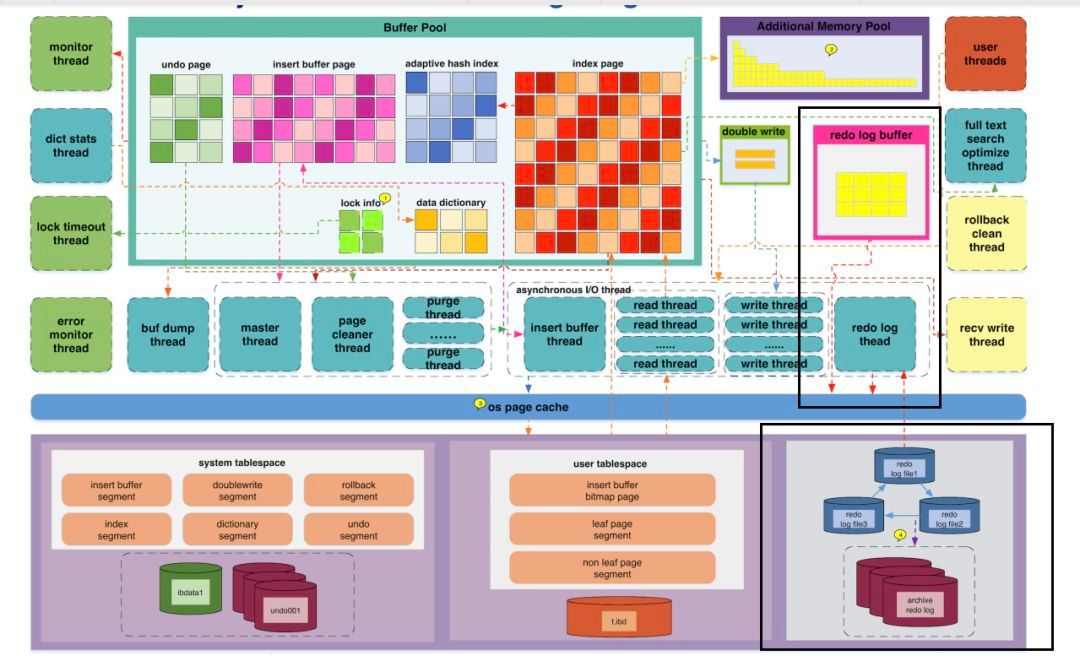 Buffer Pool
Additional Memory Pool
monitor
thread
user
threads
undo page
insert buffer page
adaptive hash index
index page
2
dict stats
thread
double write
redo log buffer
full text
search
optimize
thread
lock info
1
data dictionary
lock timeout
thread
rollback
clean
thread
asynchronous I/O thread
error
monitor
thread
buf dump
thread
master
thread
page
cleaner
thread
purge
thread
......
purge
thread
insert buffer
thread
read thread
read thread
......
read thread
write thread
write thread
......
write thread
redo log
thead
recv write
thread
3
os page cache
system tablespace
insert buffer
segment
doublewrite
segment
rollback
segment
index
segment
dictionary
segment
undo
segment
ibdata1
undo001
user tablespace
insert buffer
bitmap page
leaf page
segment
non leaf page
segment
t.ibd
redo
log file1
redo
log file3
redo
log file2
4
archive
redo log